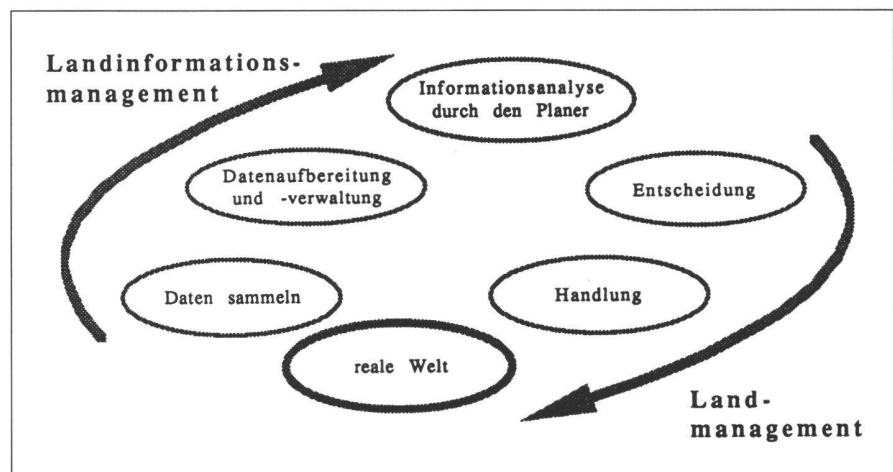 Landinformations-
management
Informationsanalyse
durch den Planer
Datenaufbereitung
und -verwaltung
Entscheidung
Daten sammeln
Handlung
reale Welt
Land-
management